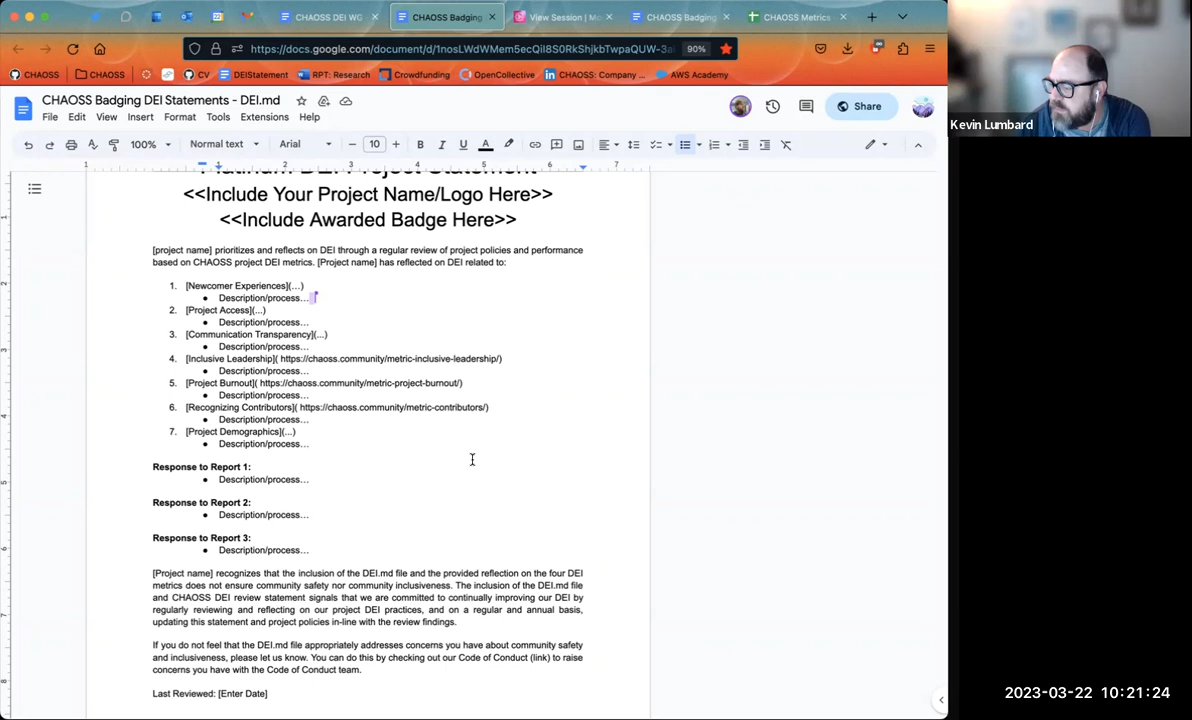 CHAOSS DEI WG
CHAOSS Badging
View Session | Mo
CHAOSS Badging
CHAOSS Metrics
https://docs.google.com/document/d/1nosLWdWMem5ecQil8S0RkShjkbTwpaQUW-3a
90%
CHAOSS
CHAOSS
CV
DEIStatement
RPT: Research
Crowdfunding
OpenCollective
CHAOSS: Company ...
AWS Academy
CHAOSS Badging DEI Statements - DEI.md
File Edit View Insert Format Tools Extensions Help
Share
100% Normal text Arial 10
1 1 2 3 4 5 6 7
Platinum DEI Project Statement
<<Include Your Project Name/Logo Here>>
<<Include Awarded Badge Here>>
[project name] prioritizes and reflects on DEI through a regular review of project policies and performance
based on CHAOSS project DEI metrics. [Project name] has reflected on DEI related to:
1. [Newcomer Experiences](...)
● Description/process...
2. [Project Access](...)
● Description/process...
3. [Communication Transparency](...)
● Description/process...
4. [Inclusive Leadership]( https://chaoss.community/metric-inclusive-leadership/)
● Description/process...
5. [Project Burnout]( https://chaoss.community/metric-project-burnout/)
● Description/process...
6. [Recognizing Contributors]( https://chaoss.community/metric-contributors/)
● Description/process...
7. [Project Demographics](...)
● Description/process...
Response to Report 1:
● Description/process...
Response to Report 2:
● Description/process...
Response to Report 3:
● Description/process...
[Project name] recognizes that the inclusion of the DEI.md file and the provided reflection on the four DEI
metrics does not ensure community safety nor community inclusiveness. The inclusion of the DEI.md file
and CHAOSS DEI review statement signals that we are committed to continually improving our DEI by
regularly reviewing and reflecting on our project DEI practices, and on a regular and annual basis,
updating this statement and project policies in-line with the review findings.
If you do not feel that the DEI.md file appropriately addresses concerns you have about community safety
and inclusiveness, please let us know. You can do this by checking out our Code of Conduct (link) to raise
concerns you have with the Code of Conduct team.
Last Reviewed: [Enter Date]
Kevin Lumbard
2023-03-22 10:21:24